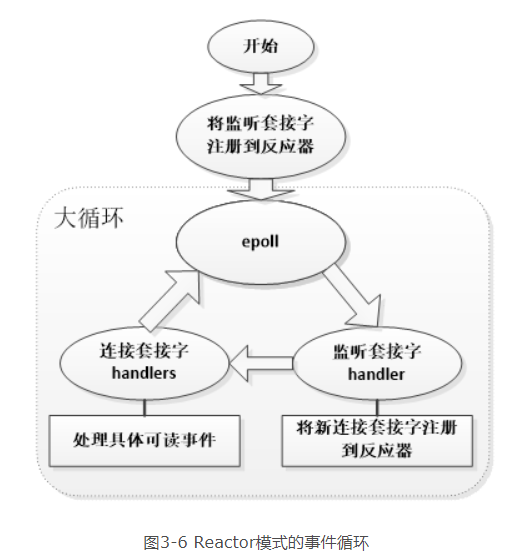 开始
将监听套接字
注册到反应器
大循环
epoll
连接套接字
handlers
监听套接字
handler
处理具体可读事件
将新连接套接字注册
到反应器
图3-6 Reactor模式的事件循环